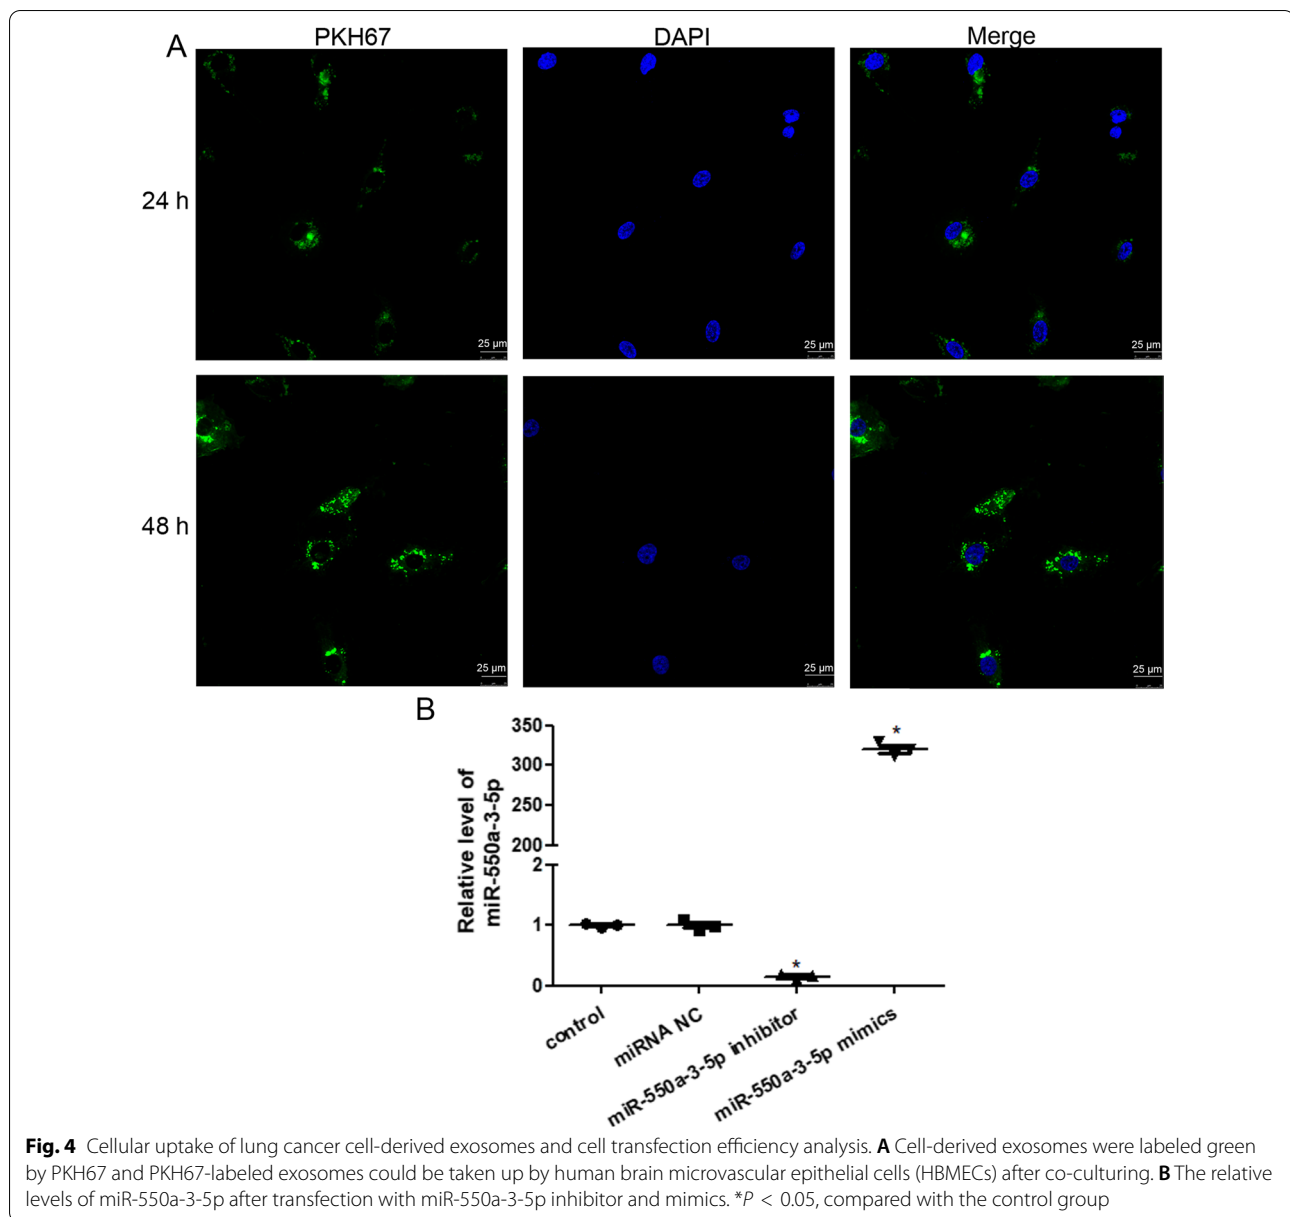 A
PKH67
DAPI
Merge
24 h
25 µm
25 µm
25 µm
48 h
25 µm
25 µm
25 µm
B
Relative level of
miR-550a-3-5p
350
300
250
200
2
1
0
*
*
control
miRNA NC
miR-550a-3-5p inhibitor
miR-550a-3-5p mimics
Fig. 4 Cellular uptake of lung cancer cell-derived exosomes and cell transfection efficiency analysis. A Cell-derived exosomes were labeled green
by PKH67 and PKH67-labeled exosomes could be taken up by human brain microvascular epithelial cells (HBMECs) after co-culturing. B The relative
levels of miR-550a-3-5p after transfection with miR-550a-3-5p inhibitor and mimics. *P < 0.05, compared with the control group